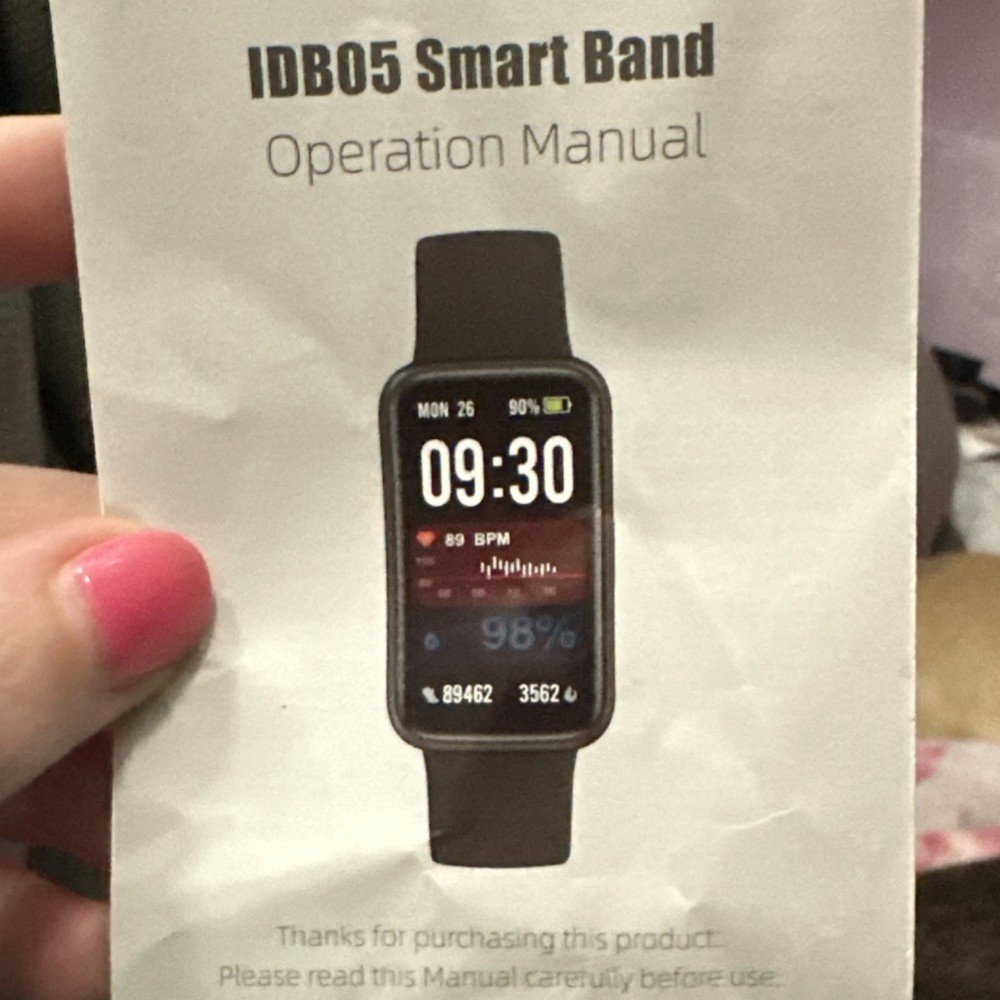 IDB05 Smart Band
Operation Manual
MON 26 90%
09:30
89 BPM
98%
89462 3562
Thanks for purchasing this product.
Please read this Manual carefully before use.